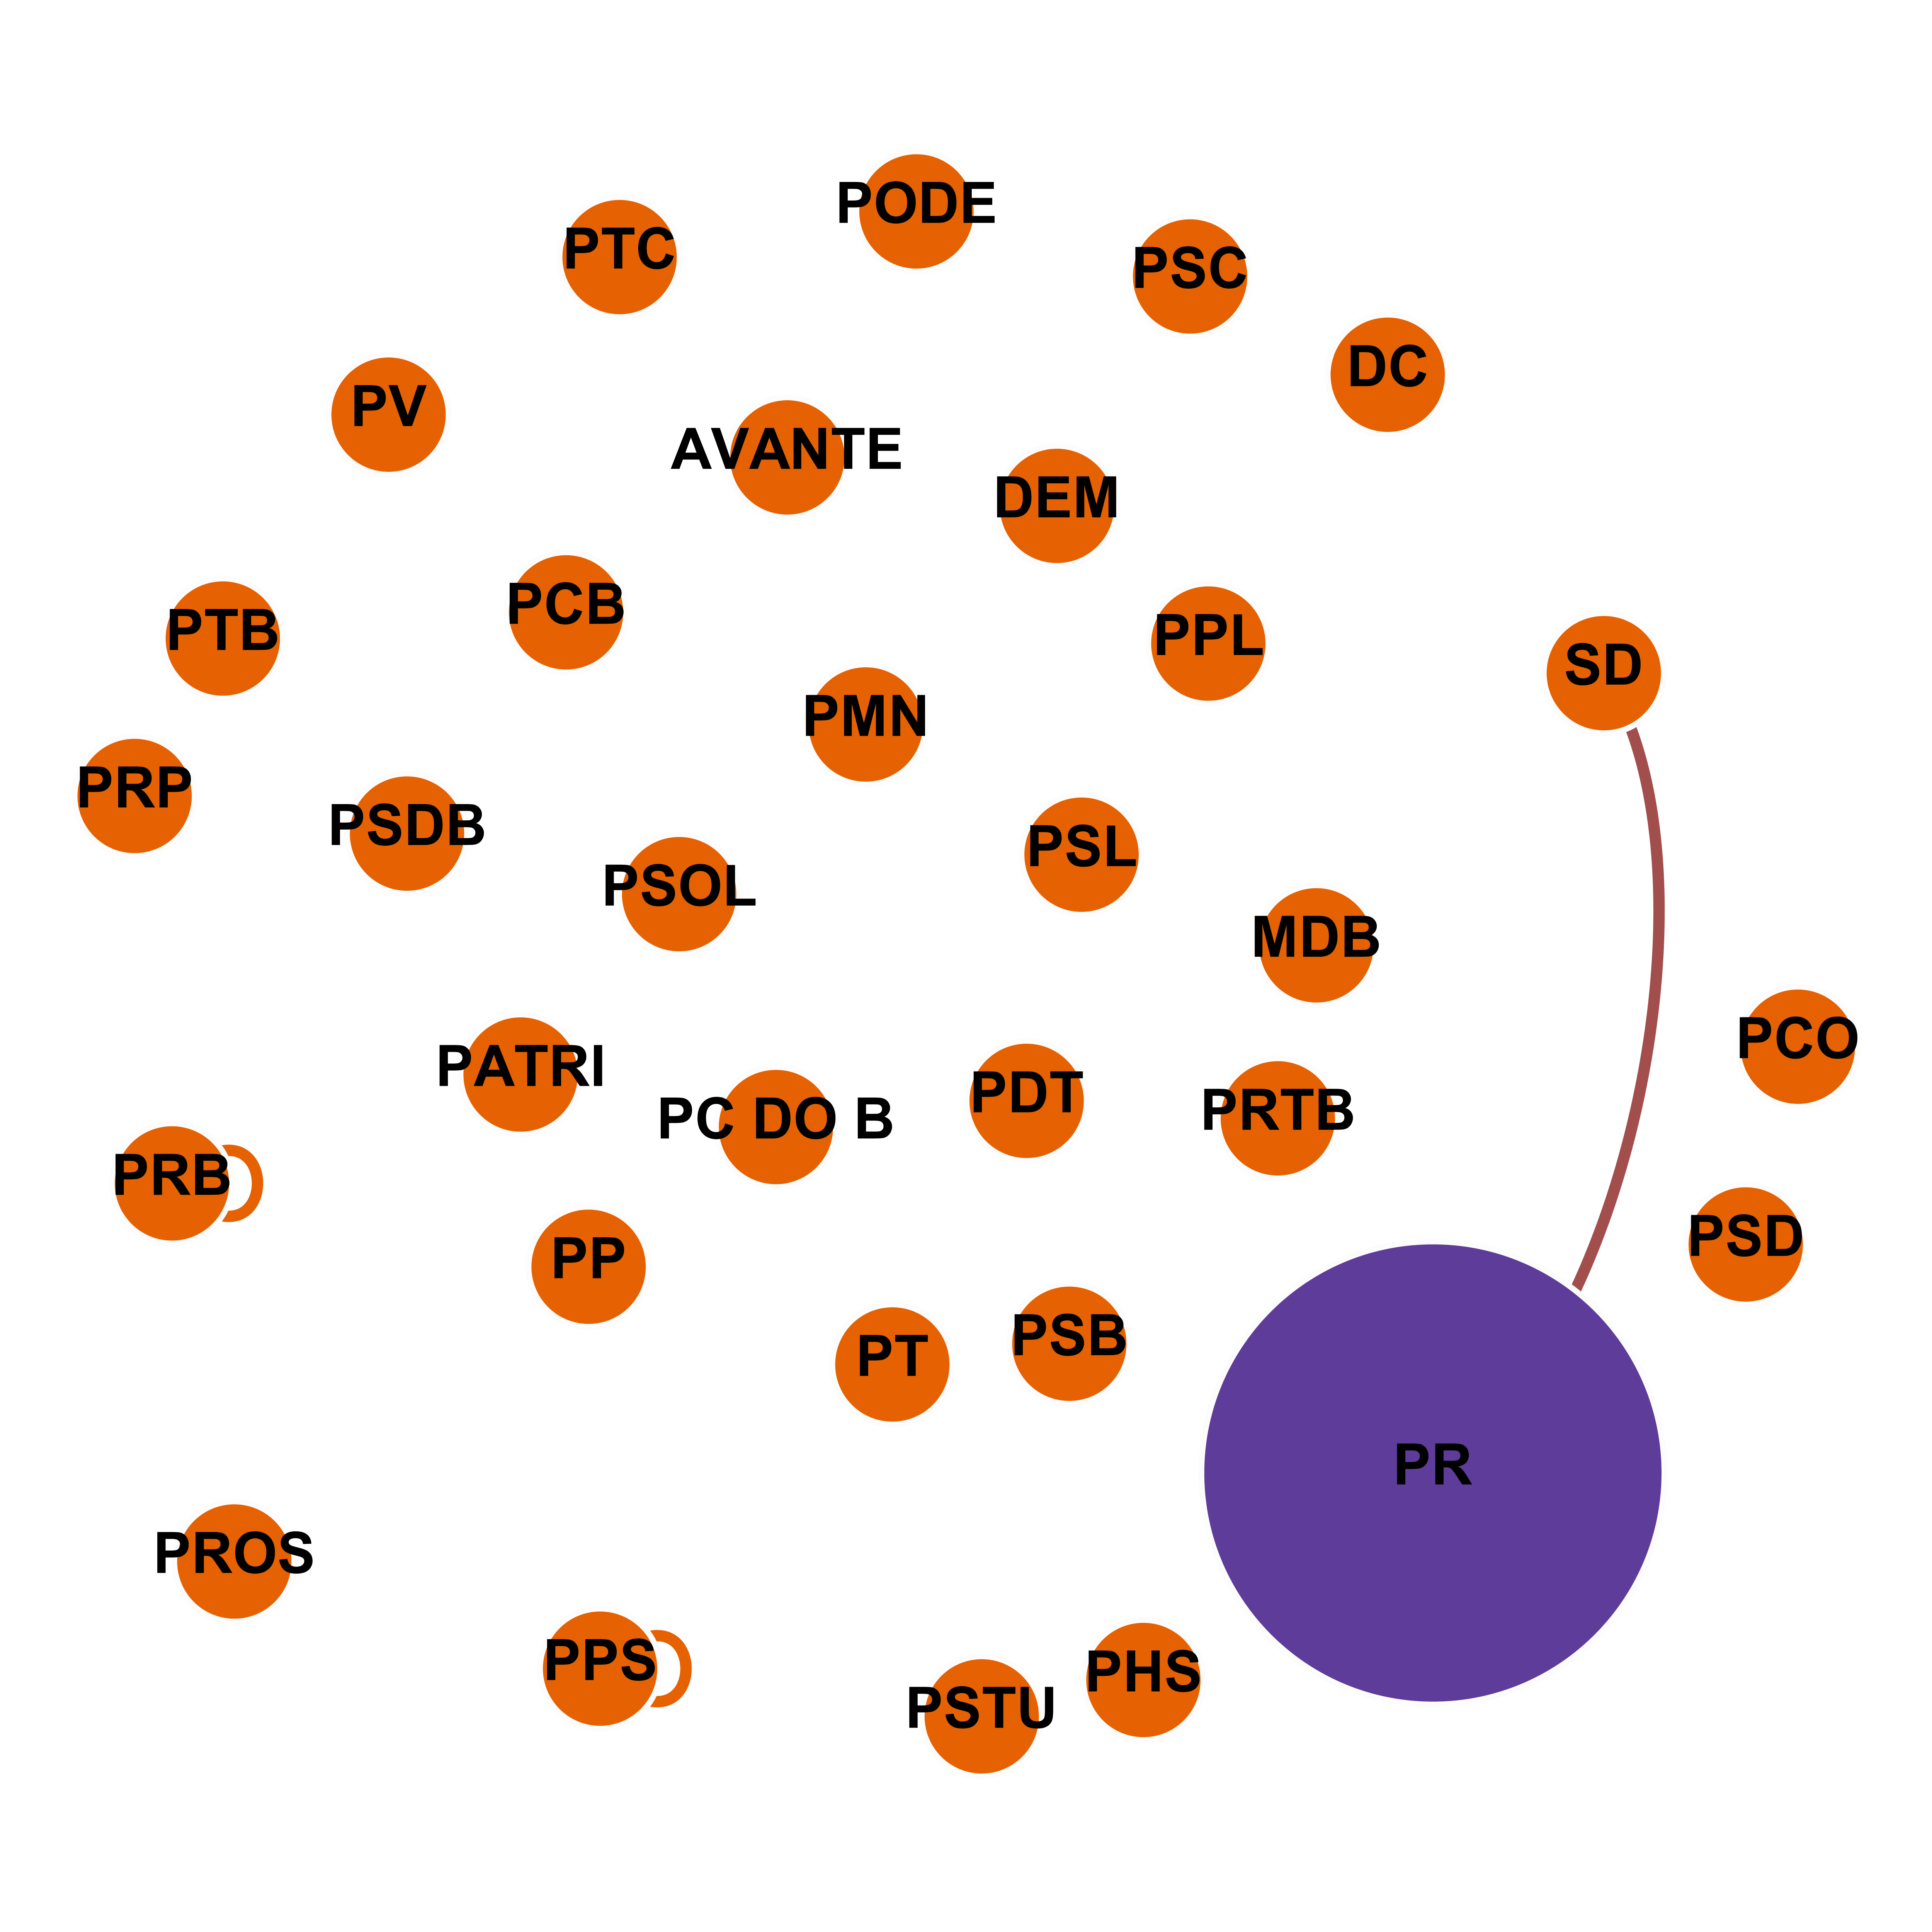 PODE
PTC
PSC
DC
PV
AVANTE
DEM
PCB
PTB
PPL
SD
PMN
PRP
PSDB
PSL
PSOL
MDB
PCO
PATRI
PDT
PRTB
PC DO B
PRB
PSD
PP
PSB
PT
PR
PROS
PPS
PHS
PSTU